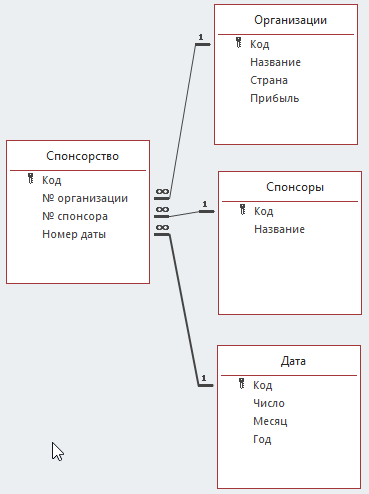 Организации
1
Код
Название
Страна
Прибыль
Спонсорство
Код
№ организации
∞
№ спонсора
∞
Номер даты
∞
Спонсоры
1
Код
Название
Дата
1
Код
Число
Месяц
Год